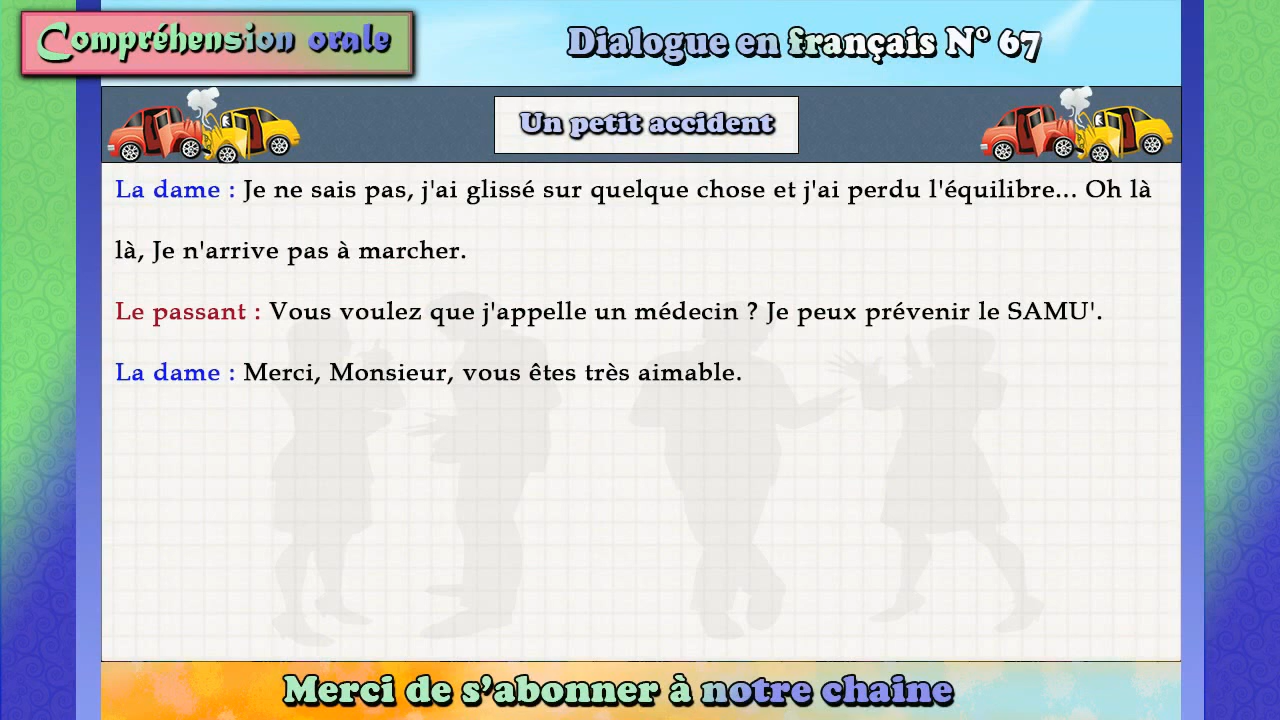 Compréhension orale
Dialogue en français N° 67
Un petit accident
La dame : Je ne sais pas, j'ai glissé sur quelque chose et j'ai perdu l'équilibre... Oh là
là, Je n'arrive pas à marcher.
Le passant : Vous voulez que j'appelle un médecin ? Je peux prévenir le SAMU'.
La dame : Merci, Monsieur, vous êtes très aimable.
Merci de s'abonner à notre chaine